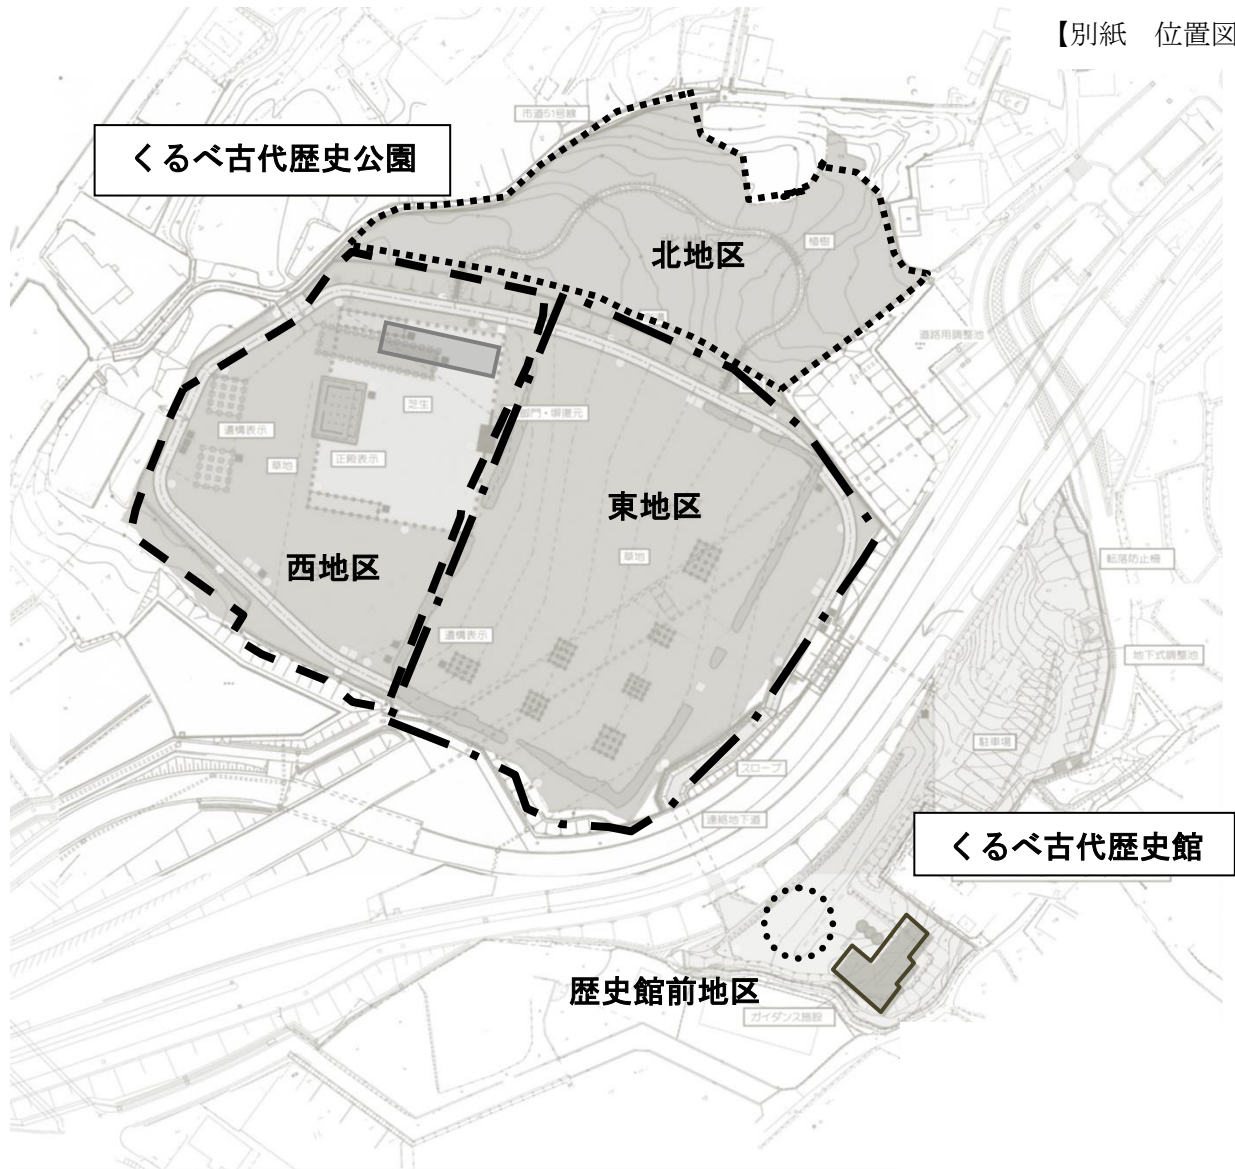 【別紙　位置図
市道51号線
くるべ古代歴史公園
北地区
植樹
道路用調整池
芝生
門・塀復元
遺構表示
正殿表示
草地
東地区
草地
西地区
転落防止柵
遺構表示
地下式調整池
駐車場
スロープ
連絡地下道
くるべ古代歴史館
歴史館前地区
ガイダンス施設